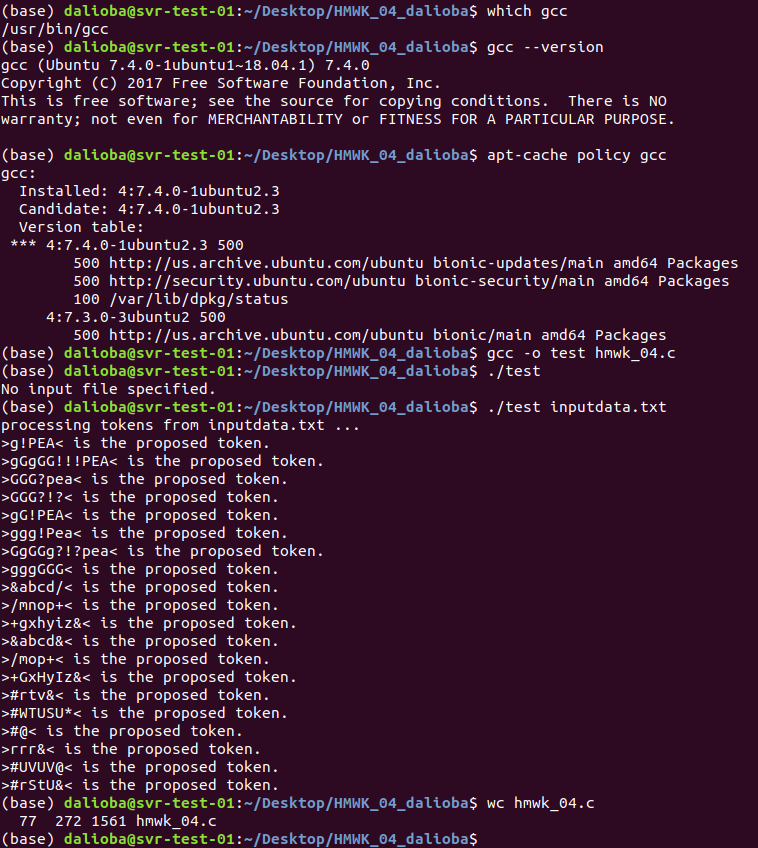 (base) dalioba@svr-test-01:~/Desktop/HMWK_04_dalioba$ which gcc
/usr/bin/gcc
(base) dalioba@svr-test-01:~/Desktop/HMWK_04_dalioba$ gcc --version
gcc (Ubuntu 7.4.0-1ubuntu1~18.04.1) 7.4.0
Copyright (C) 2017 Free Software Foundation, Inc.
This is free software; see the source for copying conditions.  There is NO
warranty; not even for MERCHANTABILITY or FITNESS FOR A PARTICULAR PURPOSE.

(base) dalioba@svr-test-01:~/Desktop/HMWK_04_dalioba$ apt-cache policy gcc
gcc:
  Installed: 4:7.4.0-1ubuntu2.3
  Candidate: 4:7.4.0-1ubuntu2.3
  Version table:
 *** 4:7.4.0-1ubuntu2.3 500
        500 http://us.archive.ubuntu.com/ubuntu bionic-updates/main amd64 Packages
        500 http://security.ubuntu.com/ubuntu bionic-security/main amd64 Packages
        100 /var/lib/dpkg/status
     4:7.3.0-3ubuntu2 500
        500 http://us.archive.ubuntu.com/ubuntu bionic/main amd64 Packages
(base) dalioba@svr-test-01:~/Desktop/HMWK_04_dalioba$ gcc -o test hmwk_04.c
(base) dalioba@svr-test-01:~/Desktop/HMWK_04_dalioba$ ./test
No input file specified.
(base) dalioba@svr-test-01:~/Desktop/HMWK_04_dalioba$ ./test inputdata.txt
processing tokens from inputdata.txt ...
>g!PEA< is the proposed token.
>gGgGG!!!PEA< is the proposed token.
>GGG?pea< is the proposed token.
>GGG?!?< is the proposed token.
>gG!PEA< is the proposed token.
>ggg!Pea< is the proposed token.
>GgGGg?!?pea< is the proposed token.
>gggGGG< is the proposed token.
>&abcd/< is the proposed token.
>/mnop+< is the proposed token.
>+gxhyiz&< is the proposed token.
>&abcd&< is the proposed token.
>/mop+< is the proposed token.
>+GxHyIz&< is the proposed token.
>#rtv&< is the proposed token.
>#WTUSU*< is the proposed token.
>#@< is the proposed token.
>rrr&< is the proposed token.
>#UVUV@< is the proposed token.
>#rStU&< is the proposed token.
(base) dalioba@svr-test-01:~/Desktop/HMWK_04_dalioba$ wc hmwk_04.c
  77  272 1561 hmwk_04.c
(base) dalioba@svr-test-01:~/Desktop/HMWK_04_dalioba$